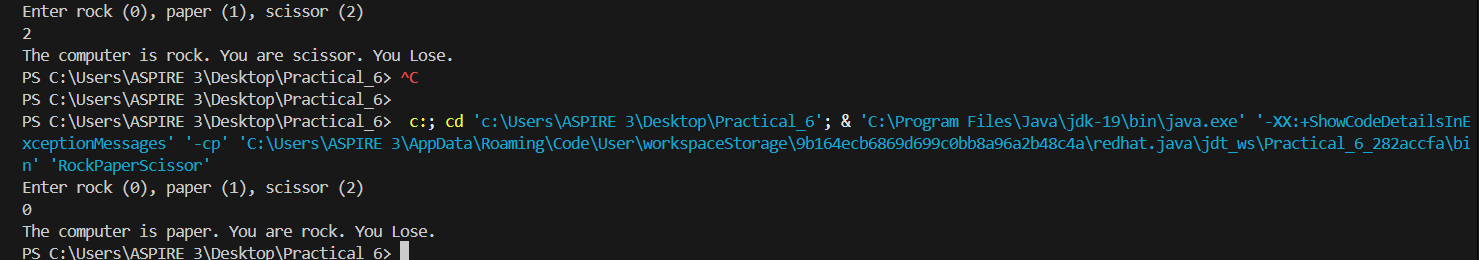 Enter rock (0), paper (1), scissor (2)
2
The computer is rock. You are scissor. You Lose.
PS C:\Users\ASPIRE 3\Desktop\Practical_6> ^C
PS C:\Users\ASPIRE 3\Desktop\Practical_6>
PS C:\Users\ASPIRE 3\Desktop\Practical_6>  c:; cd 'c:\Users\ASPIRE 3\Desktop\Practical_6'; & 'C:\Program Files\Java\jdk-19\bin\java.exe' '-XX:+ShowCodeDetailsInE
xceptionMessages' '-cp' 'C:\Users\ASPIRE 3\AppData\Roaming\Code\User\workspaceStorage\9b164ecb6869d699c0bb8a96a2b48c4a\redhat.java\jdt_ws\Practical_6_282accfa\bi
n' 'RockPaperScissor'
Enter rock (0), paper (1), scissor (2)
0
The computer is paper. You are rock. You Lose.
PS C:\Users\ASPIRE 3\Desktop\Practical_6>